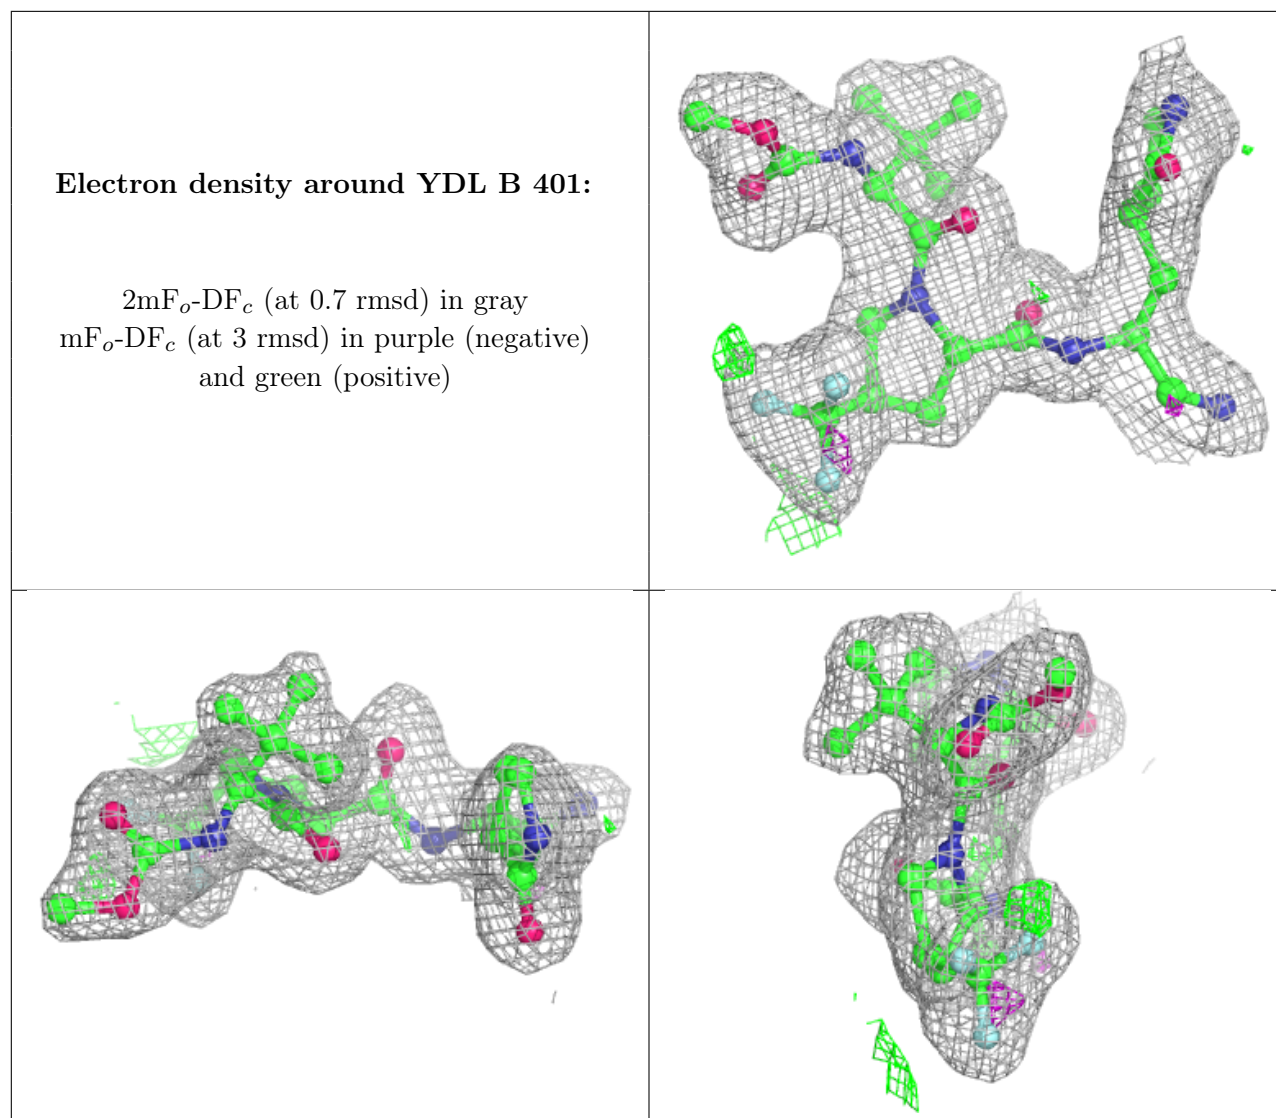 Electron density around YDL B 401:
2mFo-DFc (at 0.7 rmsd) in gray
mFo-DFc (at 3 rmsd) in purple (negative)
and green (positive)